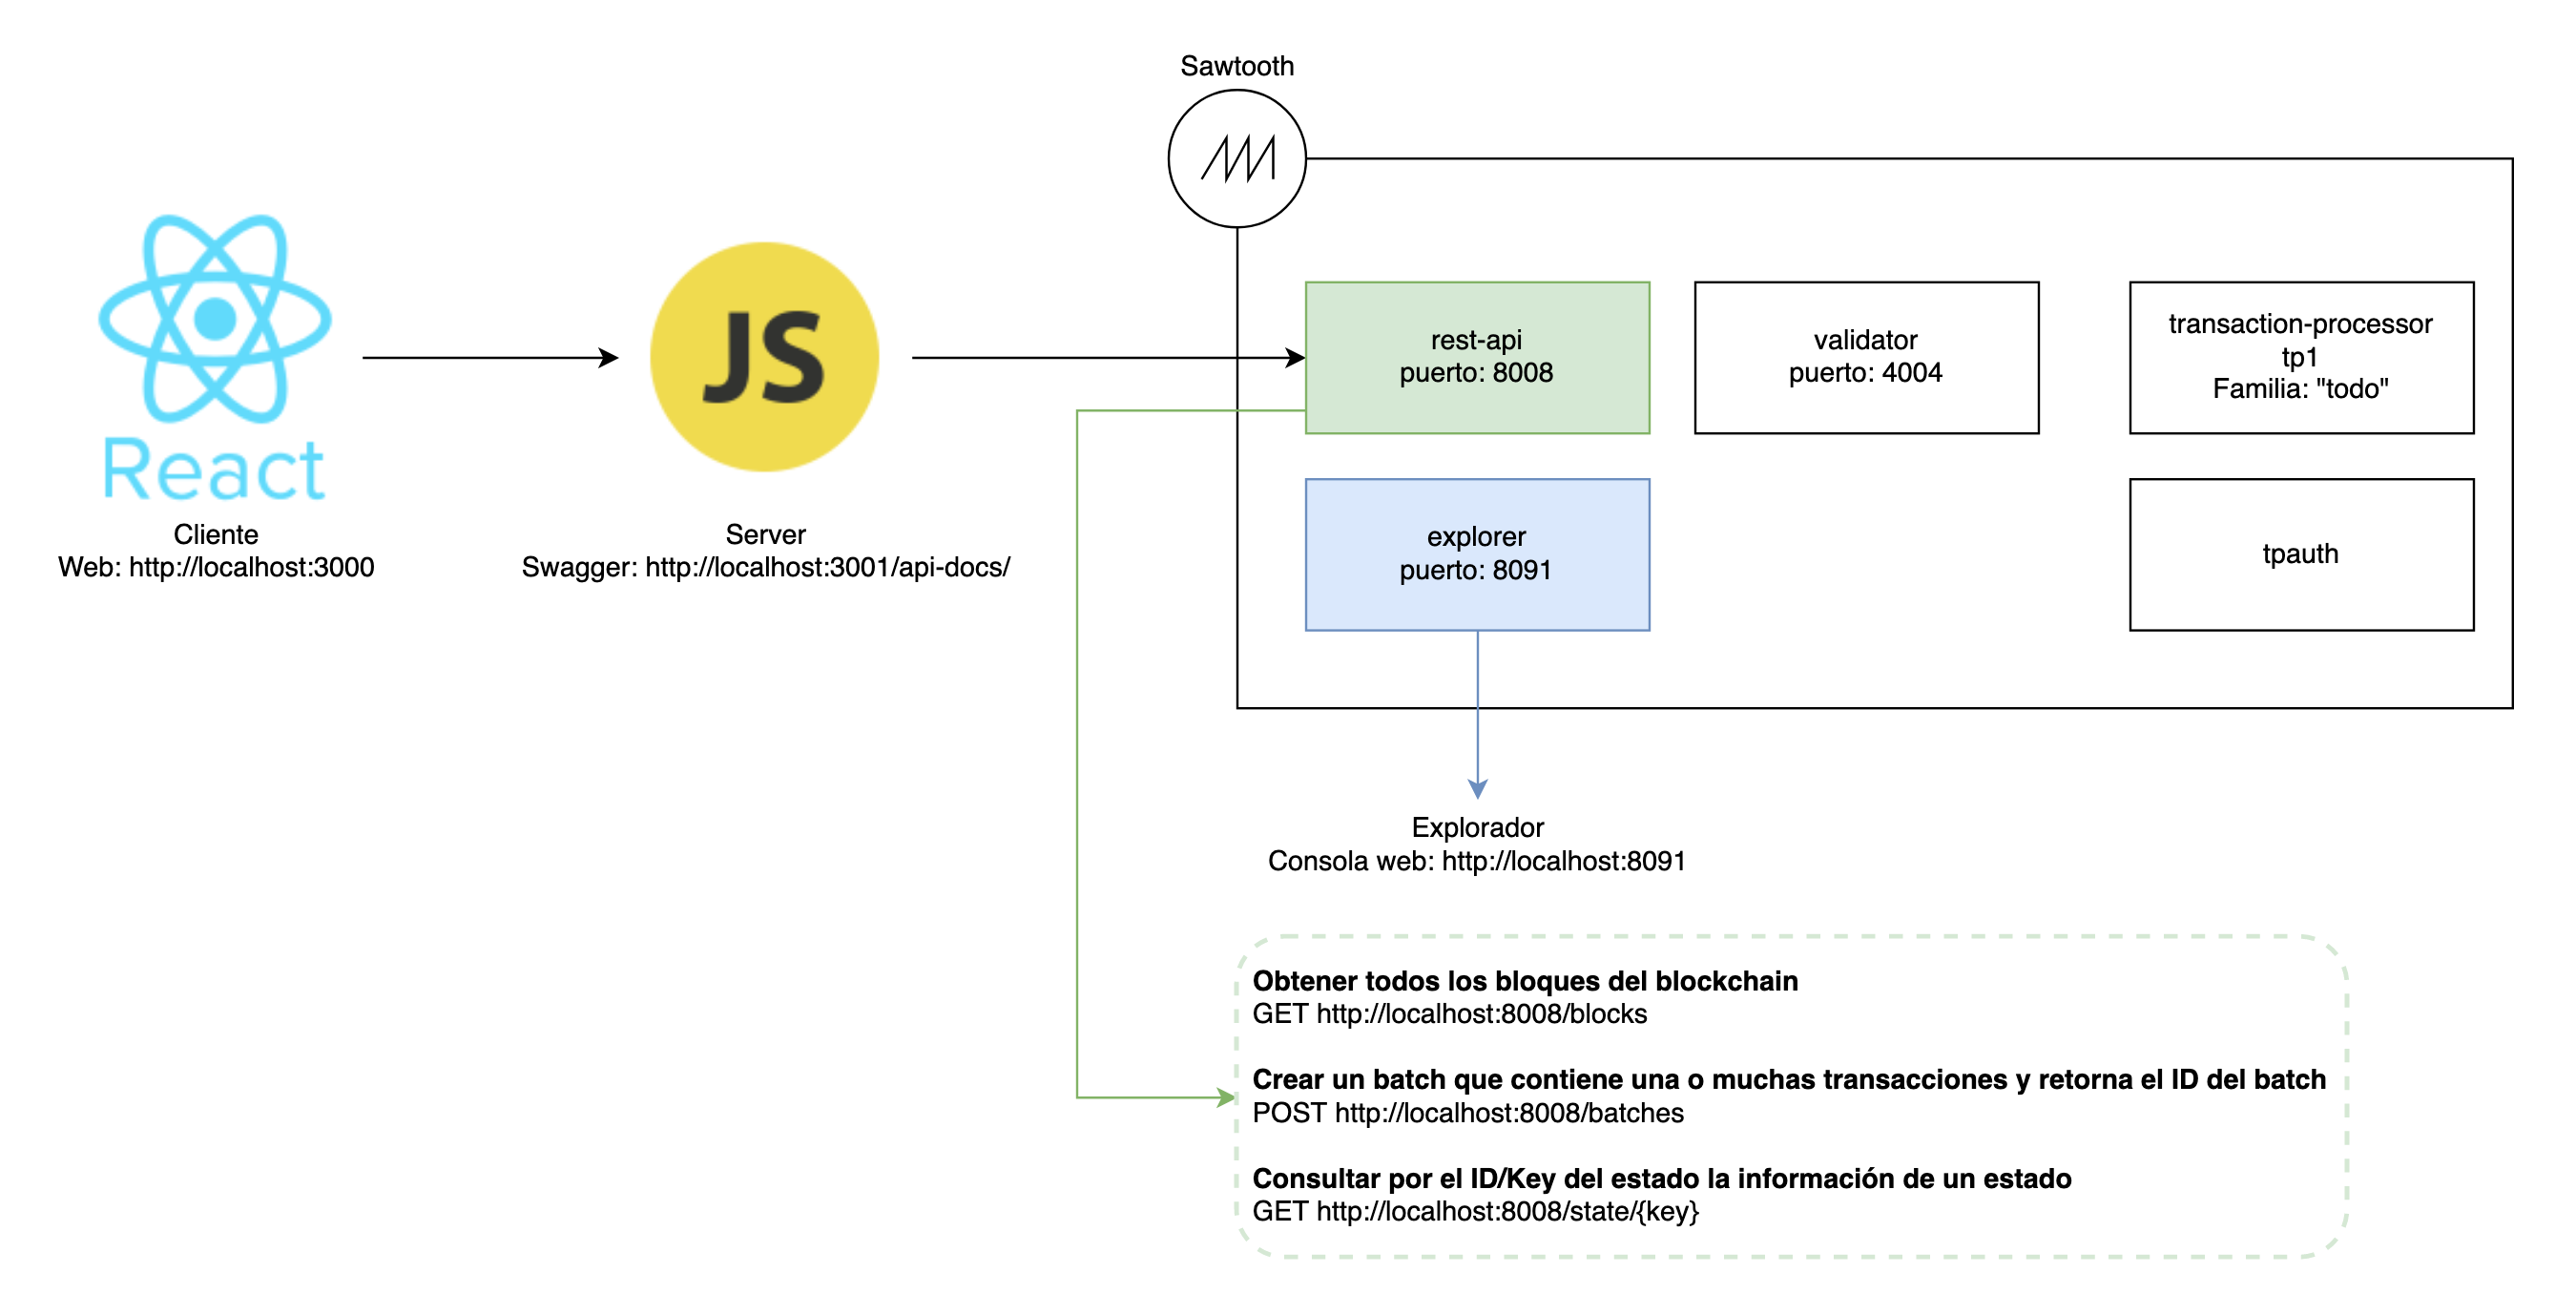 Sawtooth
React
Cliente
Web: http://localhost:3000
JS
Server
Swagger: http://localhost:3001/api-docs/
rest-api
puerto: 8008
validator
puerto: 4004
transaction-processor
tp1
Familia: "todo"
explorer
puerto: 8091
tpauth
Explorador
Consola web: http://localhost:8091
Obtener todos los bloques del blockchain
GET http://localhost:8008/blocks
Crear un batch que contiene una o muchas transacciones y retorna el ID del batch
POST http://localhost:8008/batches
Consultar por el ID/Key del estado la información de un estado
GET http://localhost:8008/state/{key}